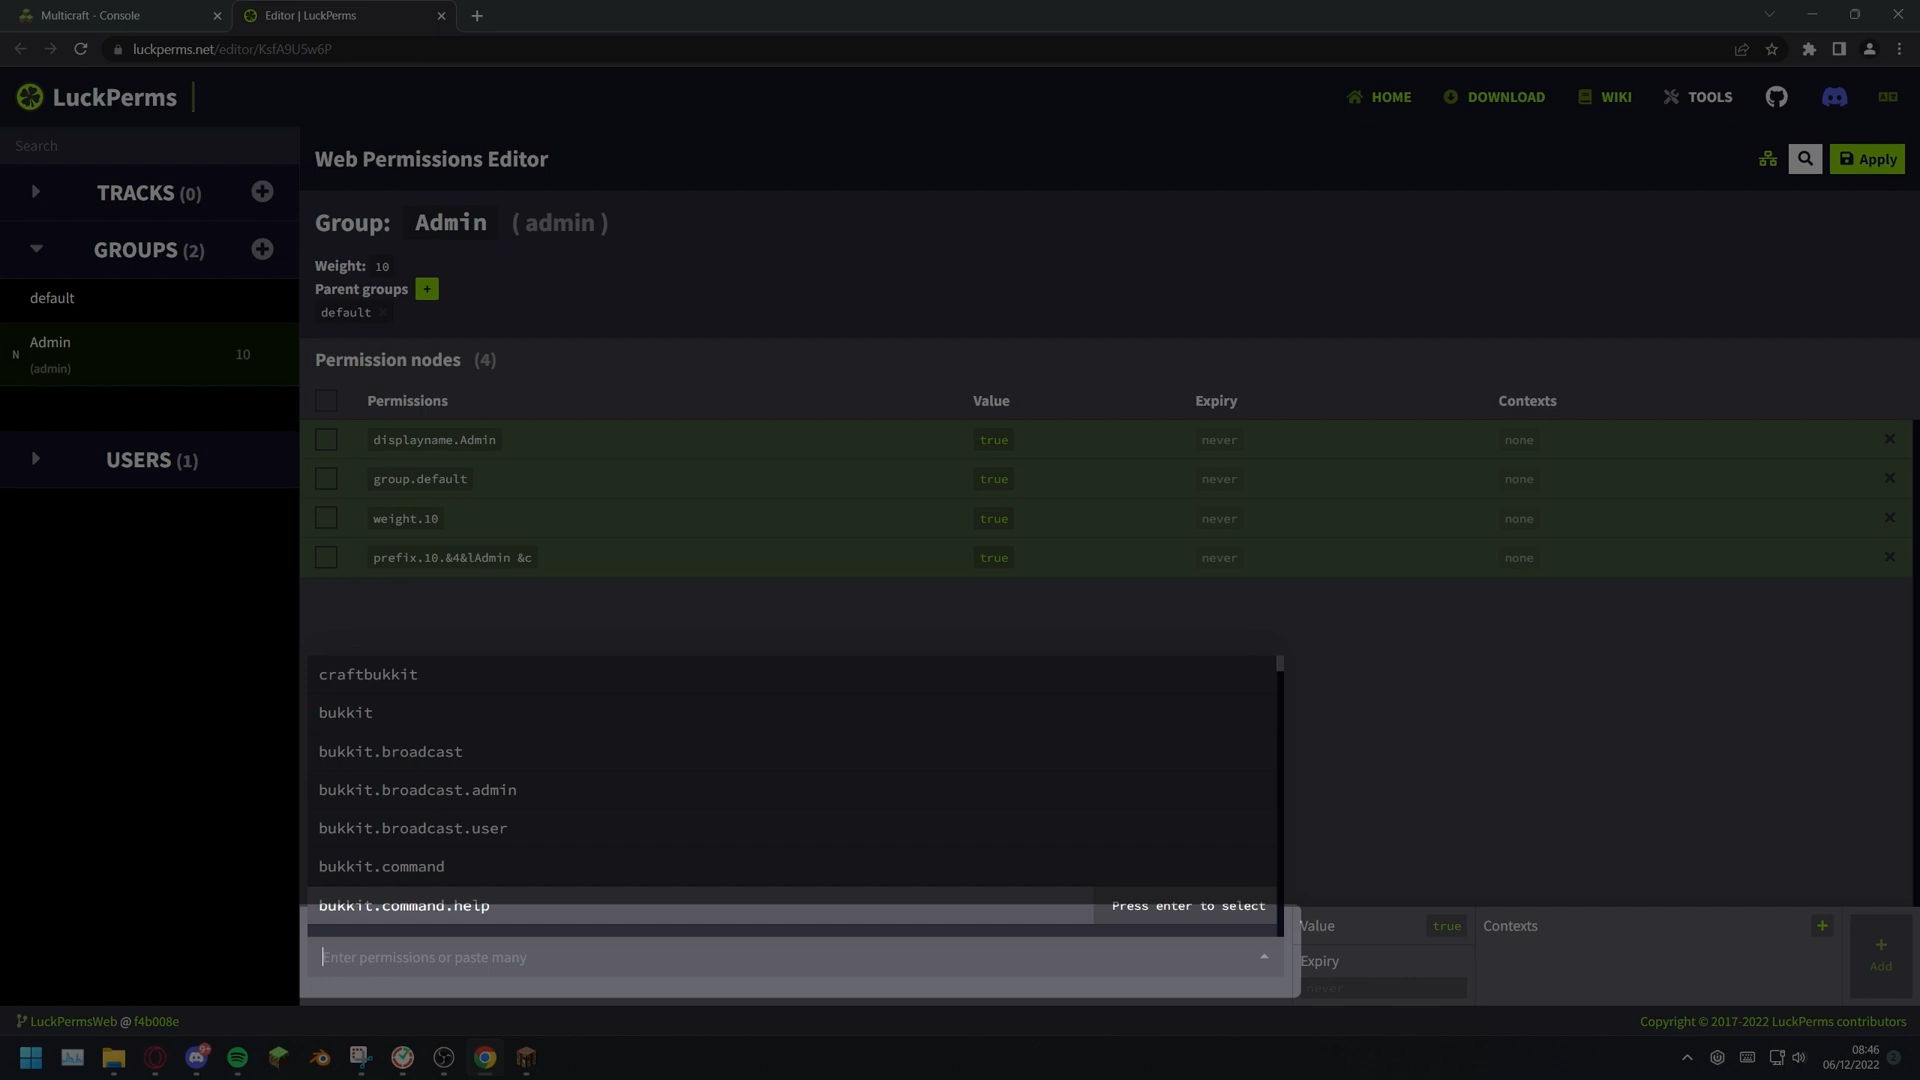 Multicraft - Console
Editor | LuckPerms
luckperms.net/editor/KsfA9U5w6P
LuckPerms
HOME
DOWNLOAD
WIKI
TOOLS
Search
Web Permissions Editor
Apply
TRACKS (0)
GROUPS (2)
default
Admin
N
(admin)
10
USERS (1)
Group: Admin ( admin )
Weight: 10
Parent groups +
default ×
Permission nodes (4)
Permissions Value Expiry Contexts
displayname.Admin true never none
group.default true never none
weight.10 true never none
prefix.10.&4&lAdmin &c true never none
craftbukkit
bukkit
bukkit.broadcast
bukkit.broadcast.admin
bukkit.broadcast.user
bukkit.command
bukkit.command.help Press enter to select
Enter permissions or paste many
Value true
Contexts
Expiry
never
Add
LuckPermsWeb @ f4b008e
Copyright © 2017-2022 LuckPerms contributors
9+
08:46
06/12/2022
2